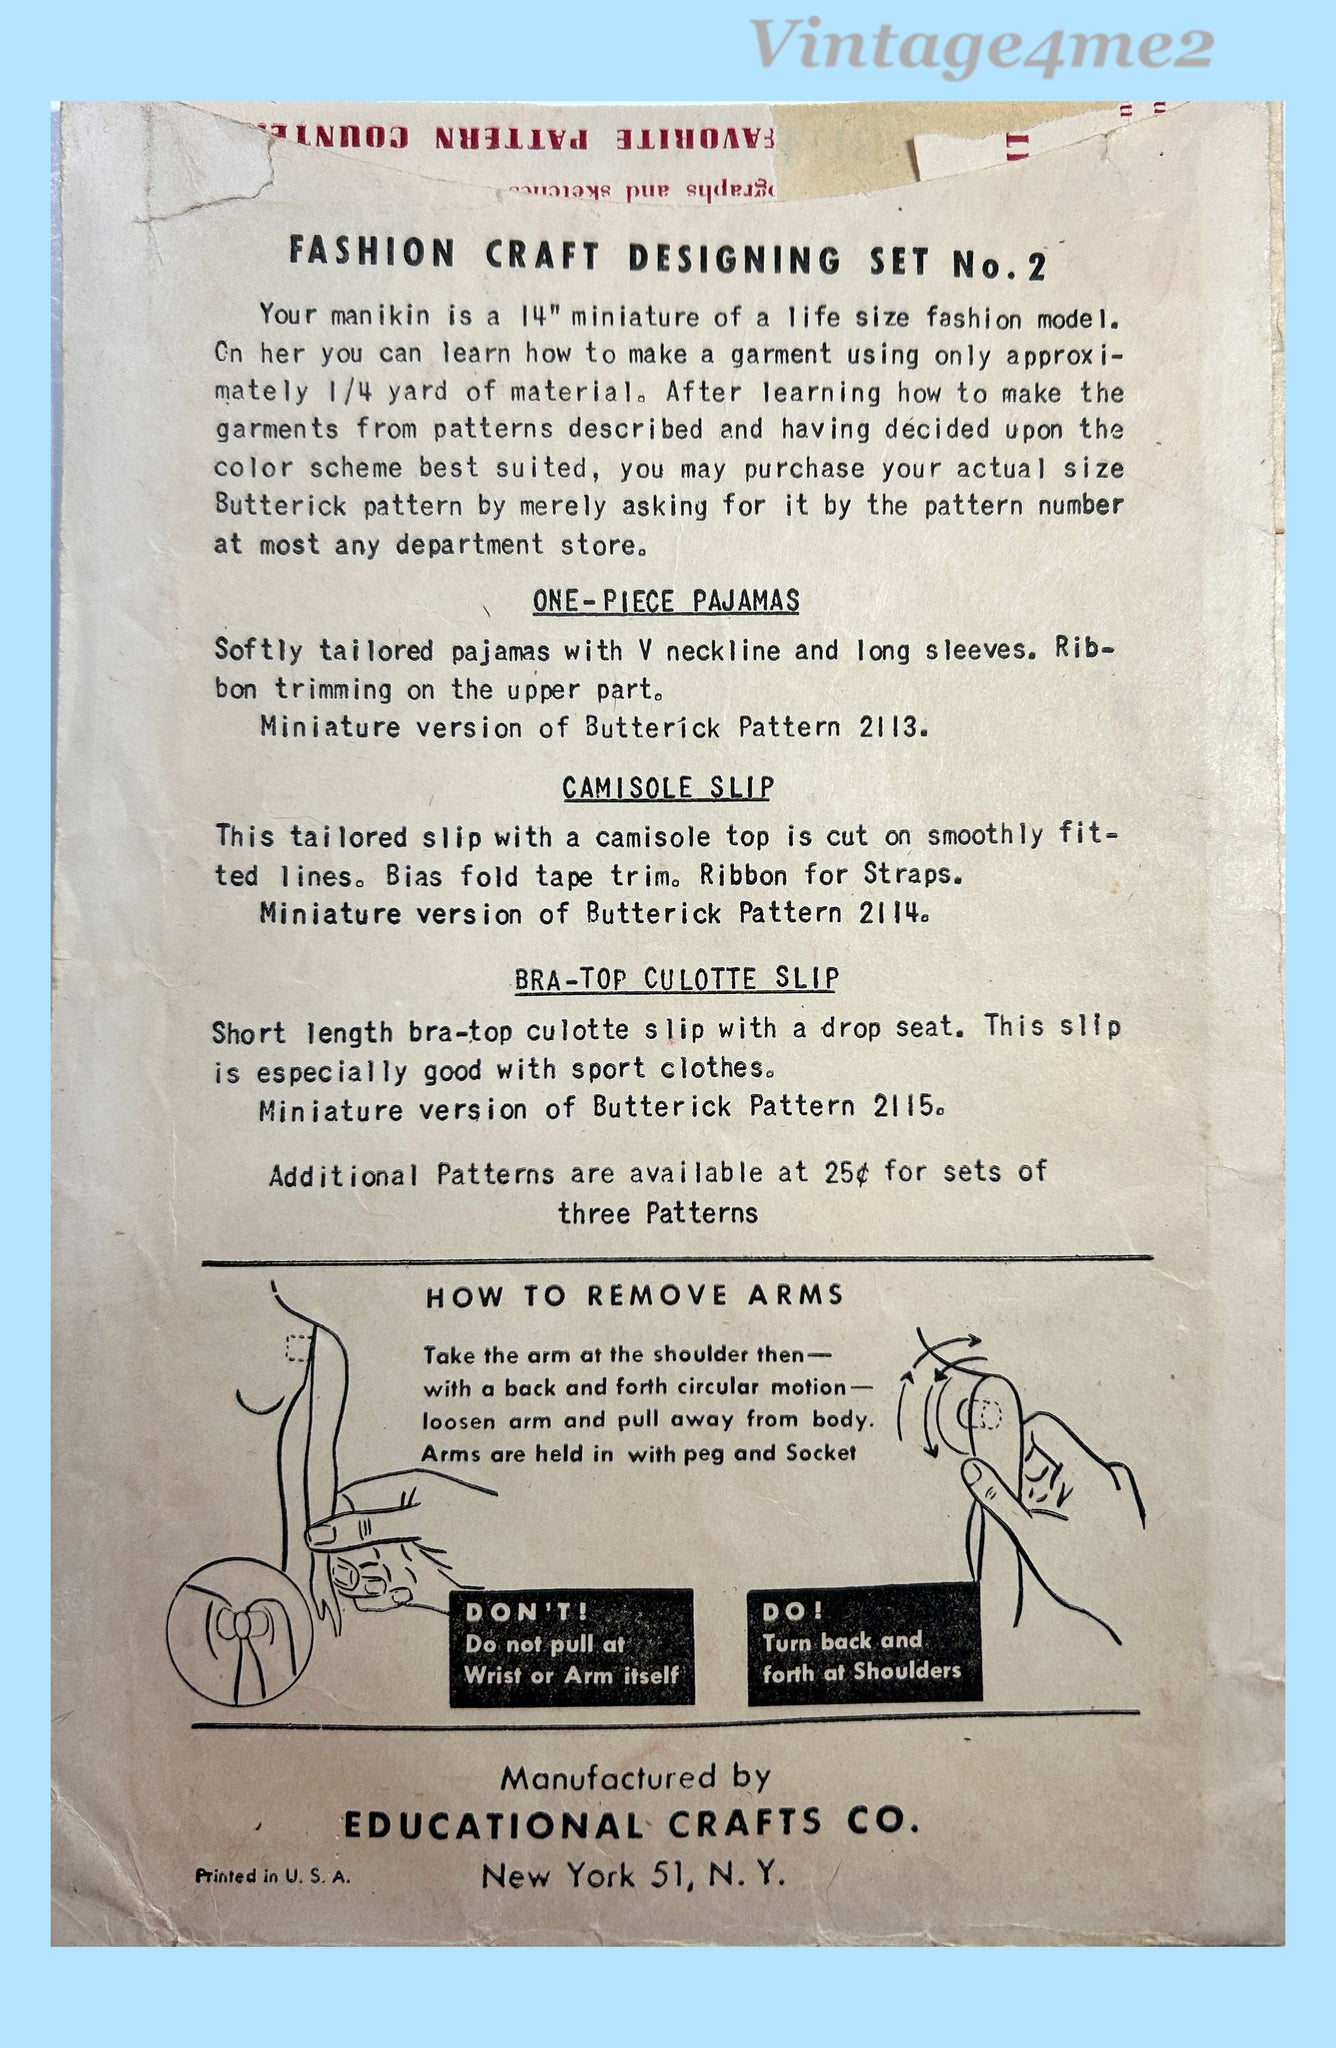 Vintage4me2
FAVORITE PATTERN
and
FASHION CRAFT DESIGNING SET No. 2
Your manikin is a 14" miniature of a life size fashion model.
On her you can learn how to make a garment using only approxi-
mately 1/4 yard of material. After learning how to make the
garments from patterns described and having decided upon the
color scheme best suited, you may purchase your actual size
Butterick pattern by merely asking for it by the pattern number
at most any department store.
ONE-PIECE PAJAMAS
Softly tailored pajamas with V neckline and long sleeves. Rib-
bon trimming on the upper part.
Miniature version of Butterick Pattern 2113.
CAMISOLE SLIP
This tailored slip with a camisole top is cut on smoothly fit-
ted lines. Bias fold tape trim. Ribbon for Straps.
Miniature version of Butterick Pattern 2114.
BRA-TOP CULOTTE SLIP
Short length bra-top culotte slip with a drop seat. This slip
is especially good with sport clothes.
Miniature version of Butterick Pattern 2115.
Additional Patterns are available at 25¢ for sets of
three Patterns
HOW TO REMOVE ARMS
Take the arm at the shoulder then—
with a back and forth circular motion—
loosen arm and pull away from body.
Arms are held in with peg and Socket
DON'T!
Do not pull at
Wrist or Arm itself
DO!
Turn back and
forth at Shoulders
Manufactured by
EDUCATIONAL CRAFTS CO.
New York 51, N. Y.
Printed in U. S. A.